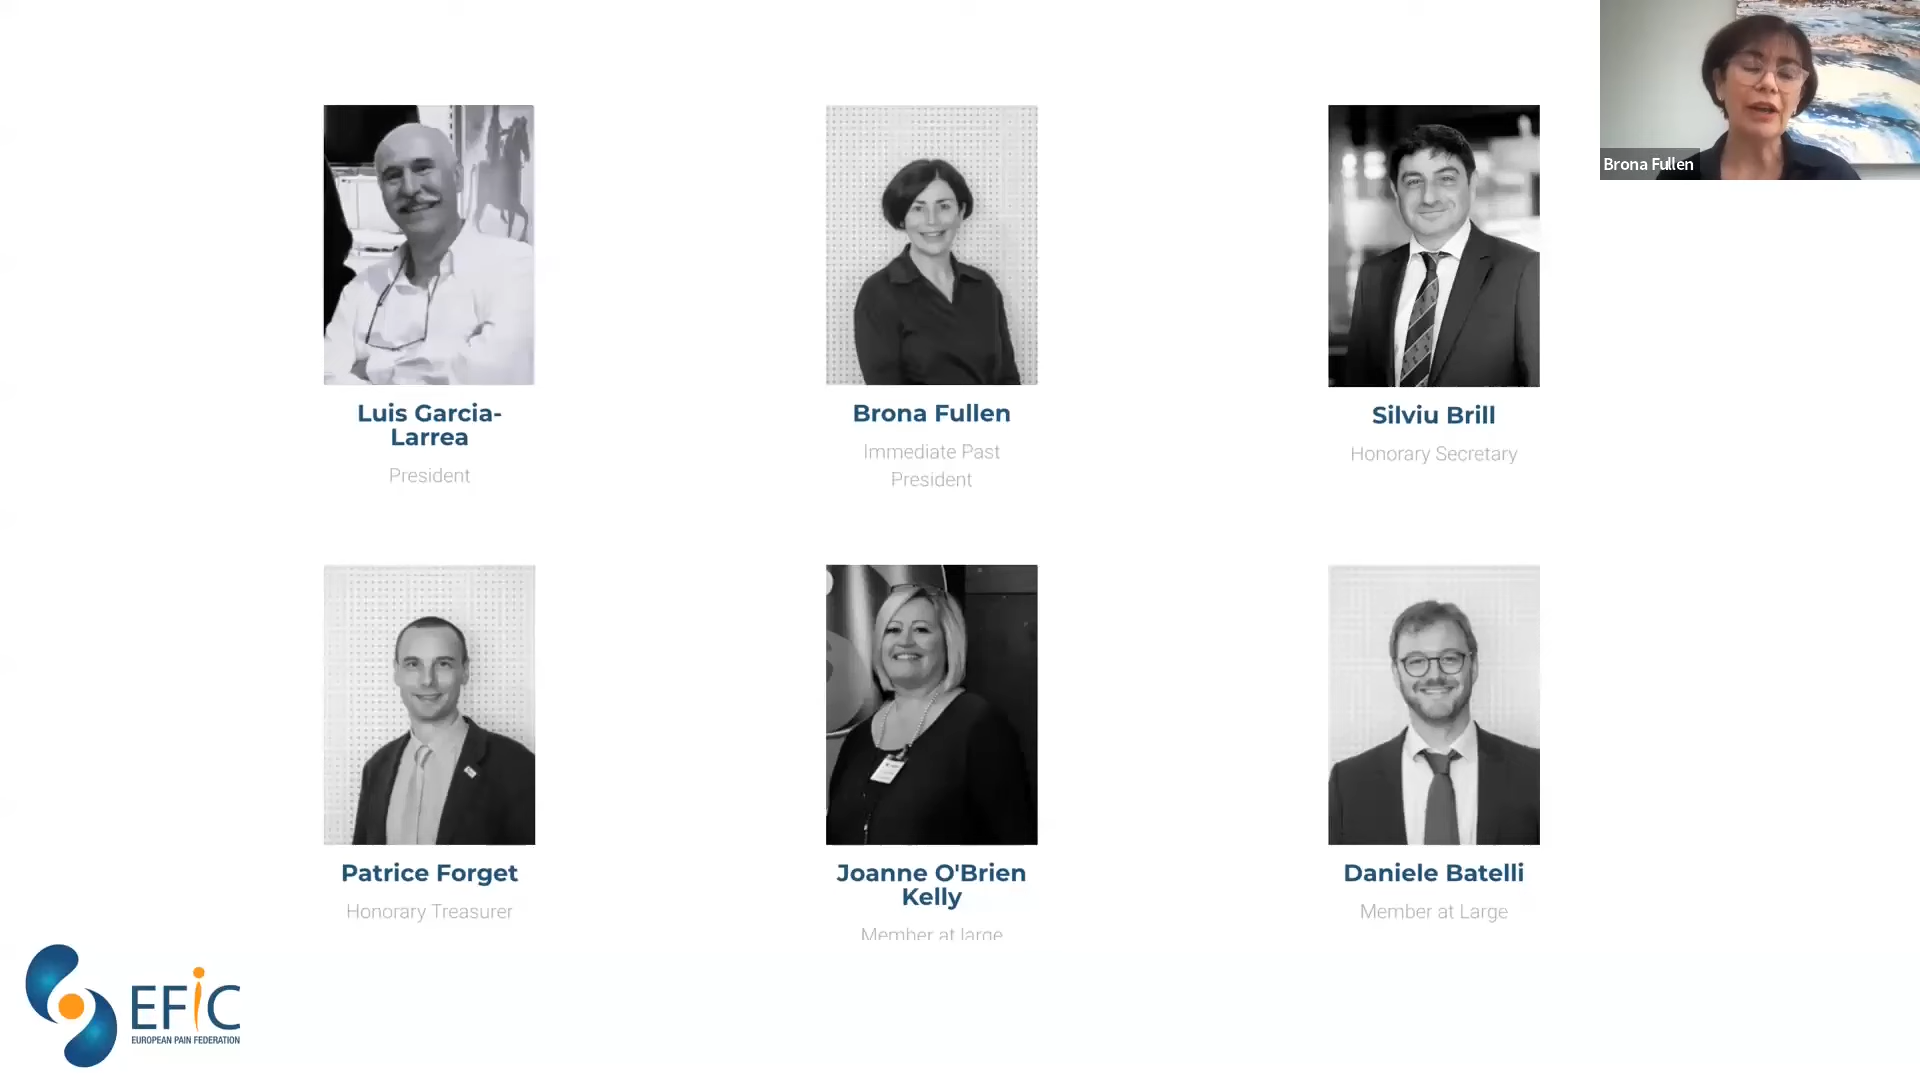 Brona Fullen
Luis Garcia-
Larrea
President
Brona Fullen
Immediate Past
President
Silviu Brill
Honorary Secretary
Patrice Forget
Honorary Treasurer
Joanne O'Brien
Kelly
Member at large
Daniele Batelli
Member at Large
EFiC
EUROPEAN PAIN FEDERATION